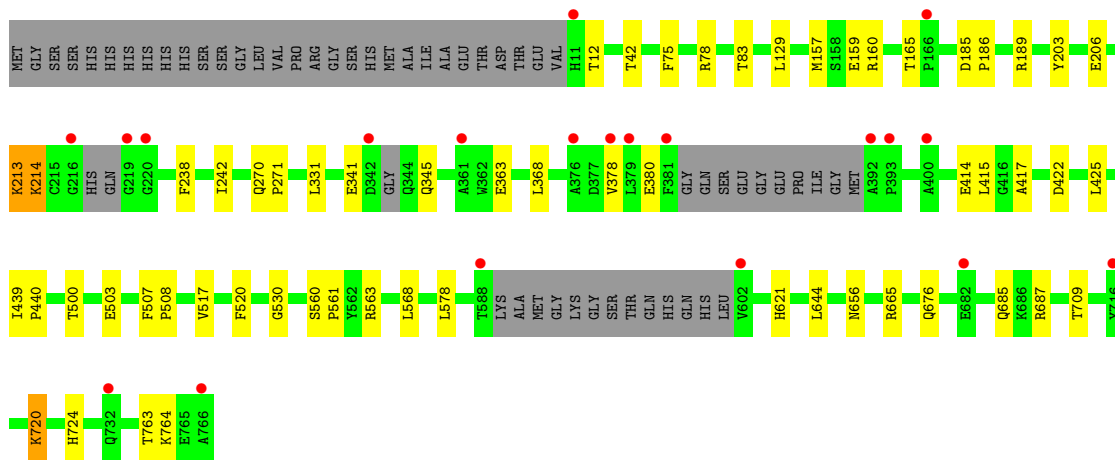 MET GLY SER SER HIS HIS HIS HIS HIS HIS SER SER GLY LEU VAL PRO ARG GLY SER HIS MET ALA ILE ALA GLU THR ASP THR GLU VAL H11 T12 T42 F75 R78 T83 L129 M157 S158 E159 R160 T165 P166 D185 P186 R189 Y203 E206
K213 K214 C215 G216 HIS GLN G219 G220 F238 I242 Q270 P271 L331 E341 D342 GLY Q344 Q345 A361 W362 E363 L368 A376 D377 V378 L379 E380 F381 GLY GLN SER GLU GLY GLU PRO ILE GLY MET A392 P393 A400 E414 L415 G416 A417 D422 L425
I439 P440 T500 E503 F507 P508 V517 F520 G530 S560 P561 Y562 R563 L568 L578 T588 LYS ALA MET GLY LYS GLY SER THR GLN HIS GLN HIS LEU V602 H621 L644 N656 R665 Q676 E682 Q685 K686 R687 T709 Y716
K720 H724 Q732 T763 K764 E765 A766